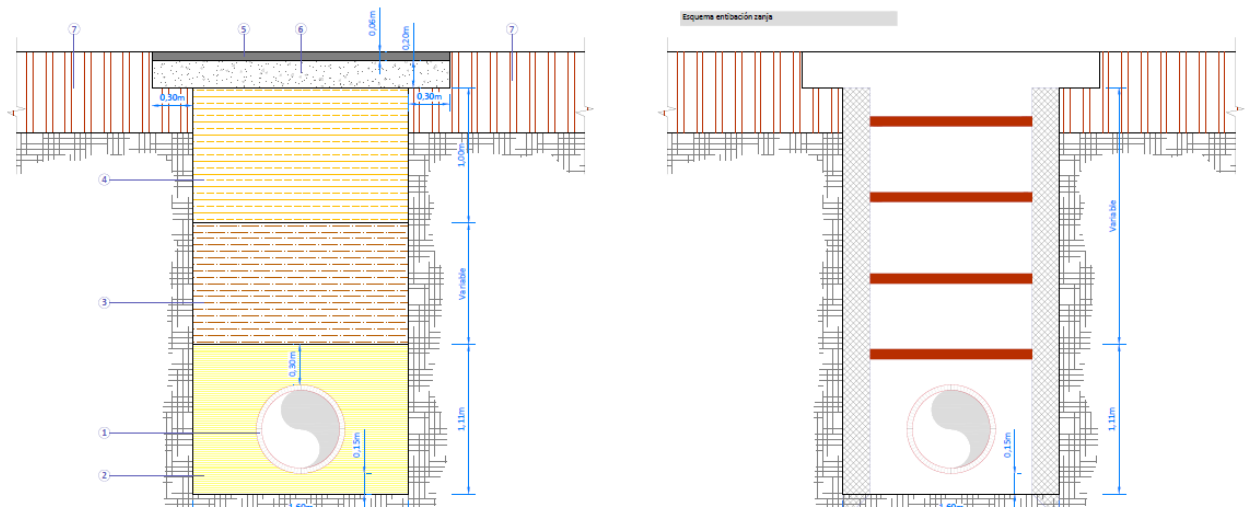 Esquema entibación zanja
7
5
6
0,06m
0,20m
7
7
0,30m
0,30m
1,00m
4
Variable
Variable
3
0,30m
1
0,15m
1,11m
0,15m
1,11m
2